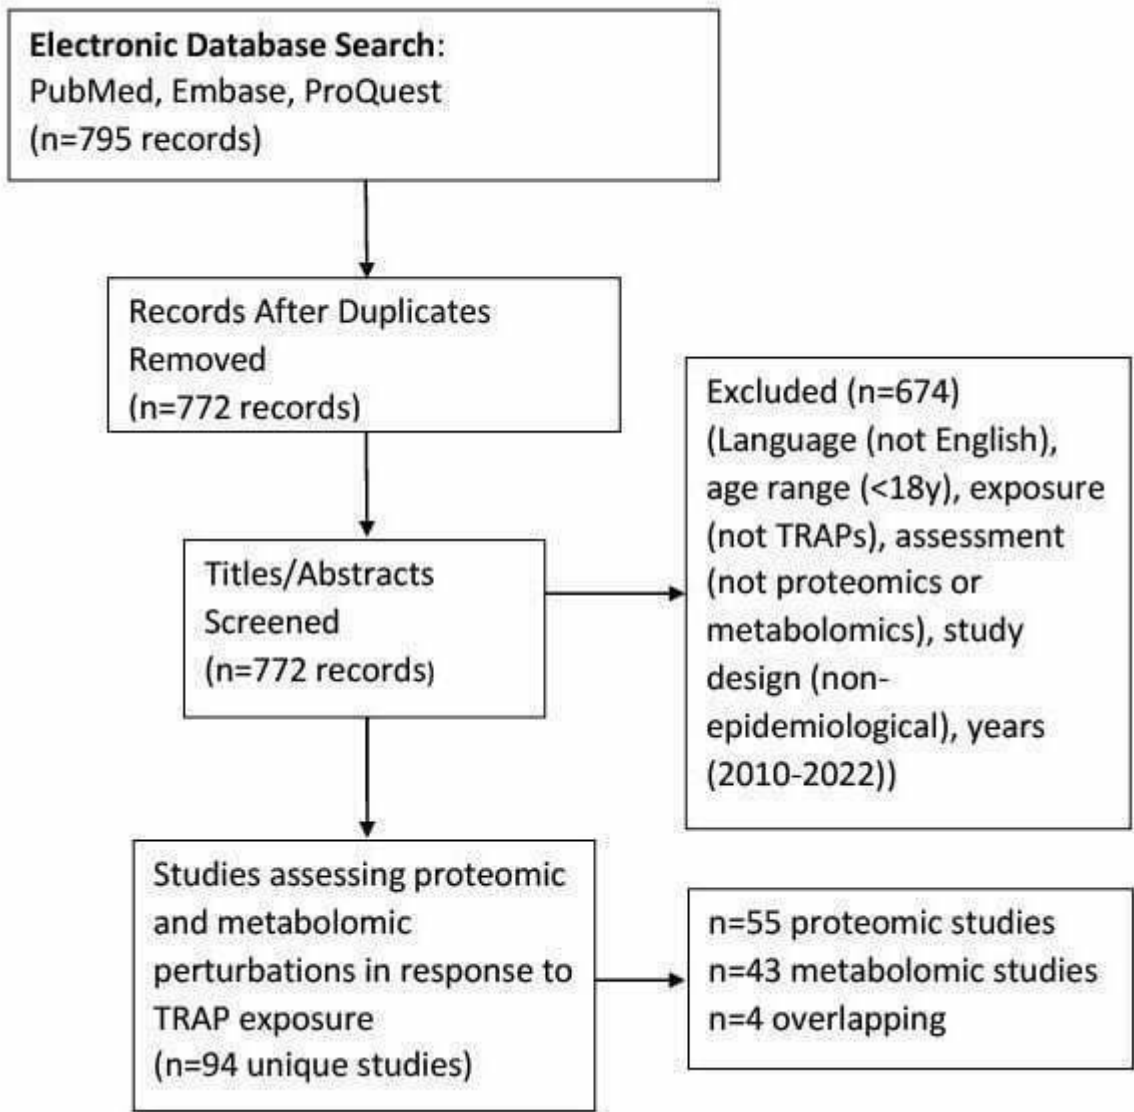 Electronic Database Search:
PubMed, Embase, ProQuest
(n=795 records)
Records After Duplicates
Removed
(n=772 records)
Titles/Abstracts
Screened
(n=772 records)
Excluded (n=674)
(Language (not English),
age range (<18y), exposure
(not TRAPs), assessment
(not proteomics or
metabolomics), study
design (non-
epidemiological), years
(2010-2022))
Studies assessing proteomic
and metabolomic
perturbations in response to
TRAP exposure
(n=94 unique studies)
n=55 proteomic studies
n=43 metabolomic studies
n=4 overlapping